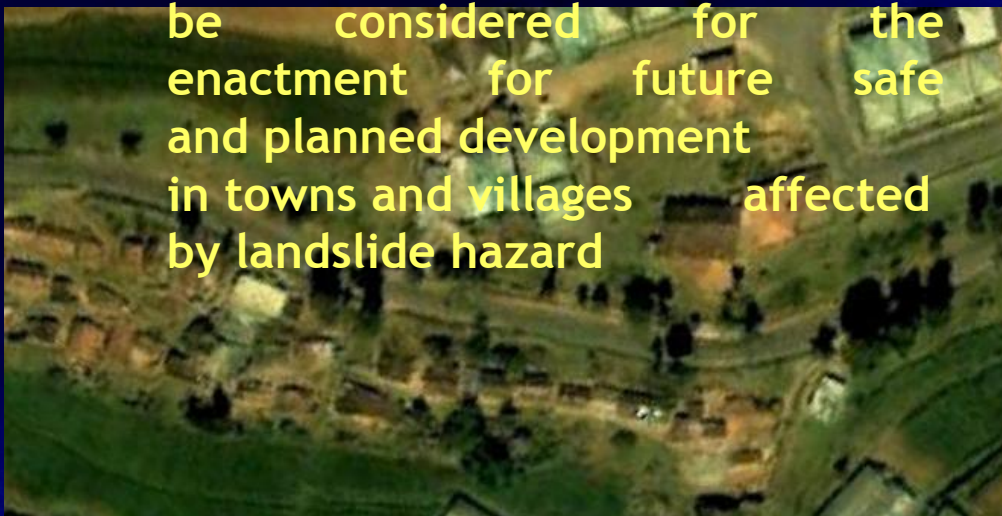 be considered for the
enactment for future safe
and planned development
in towns and villages affected
by landslide hazard